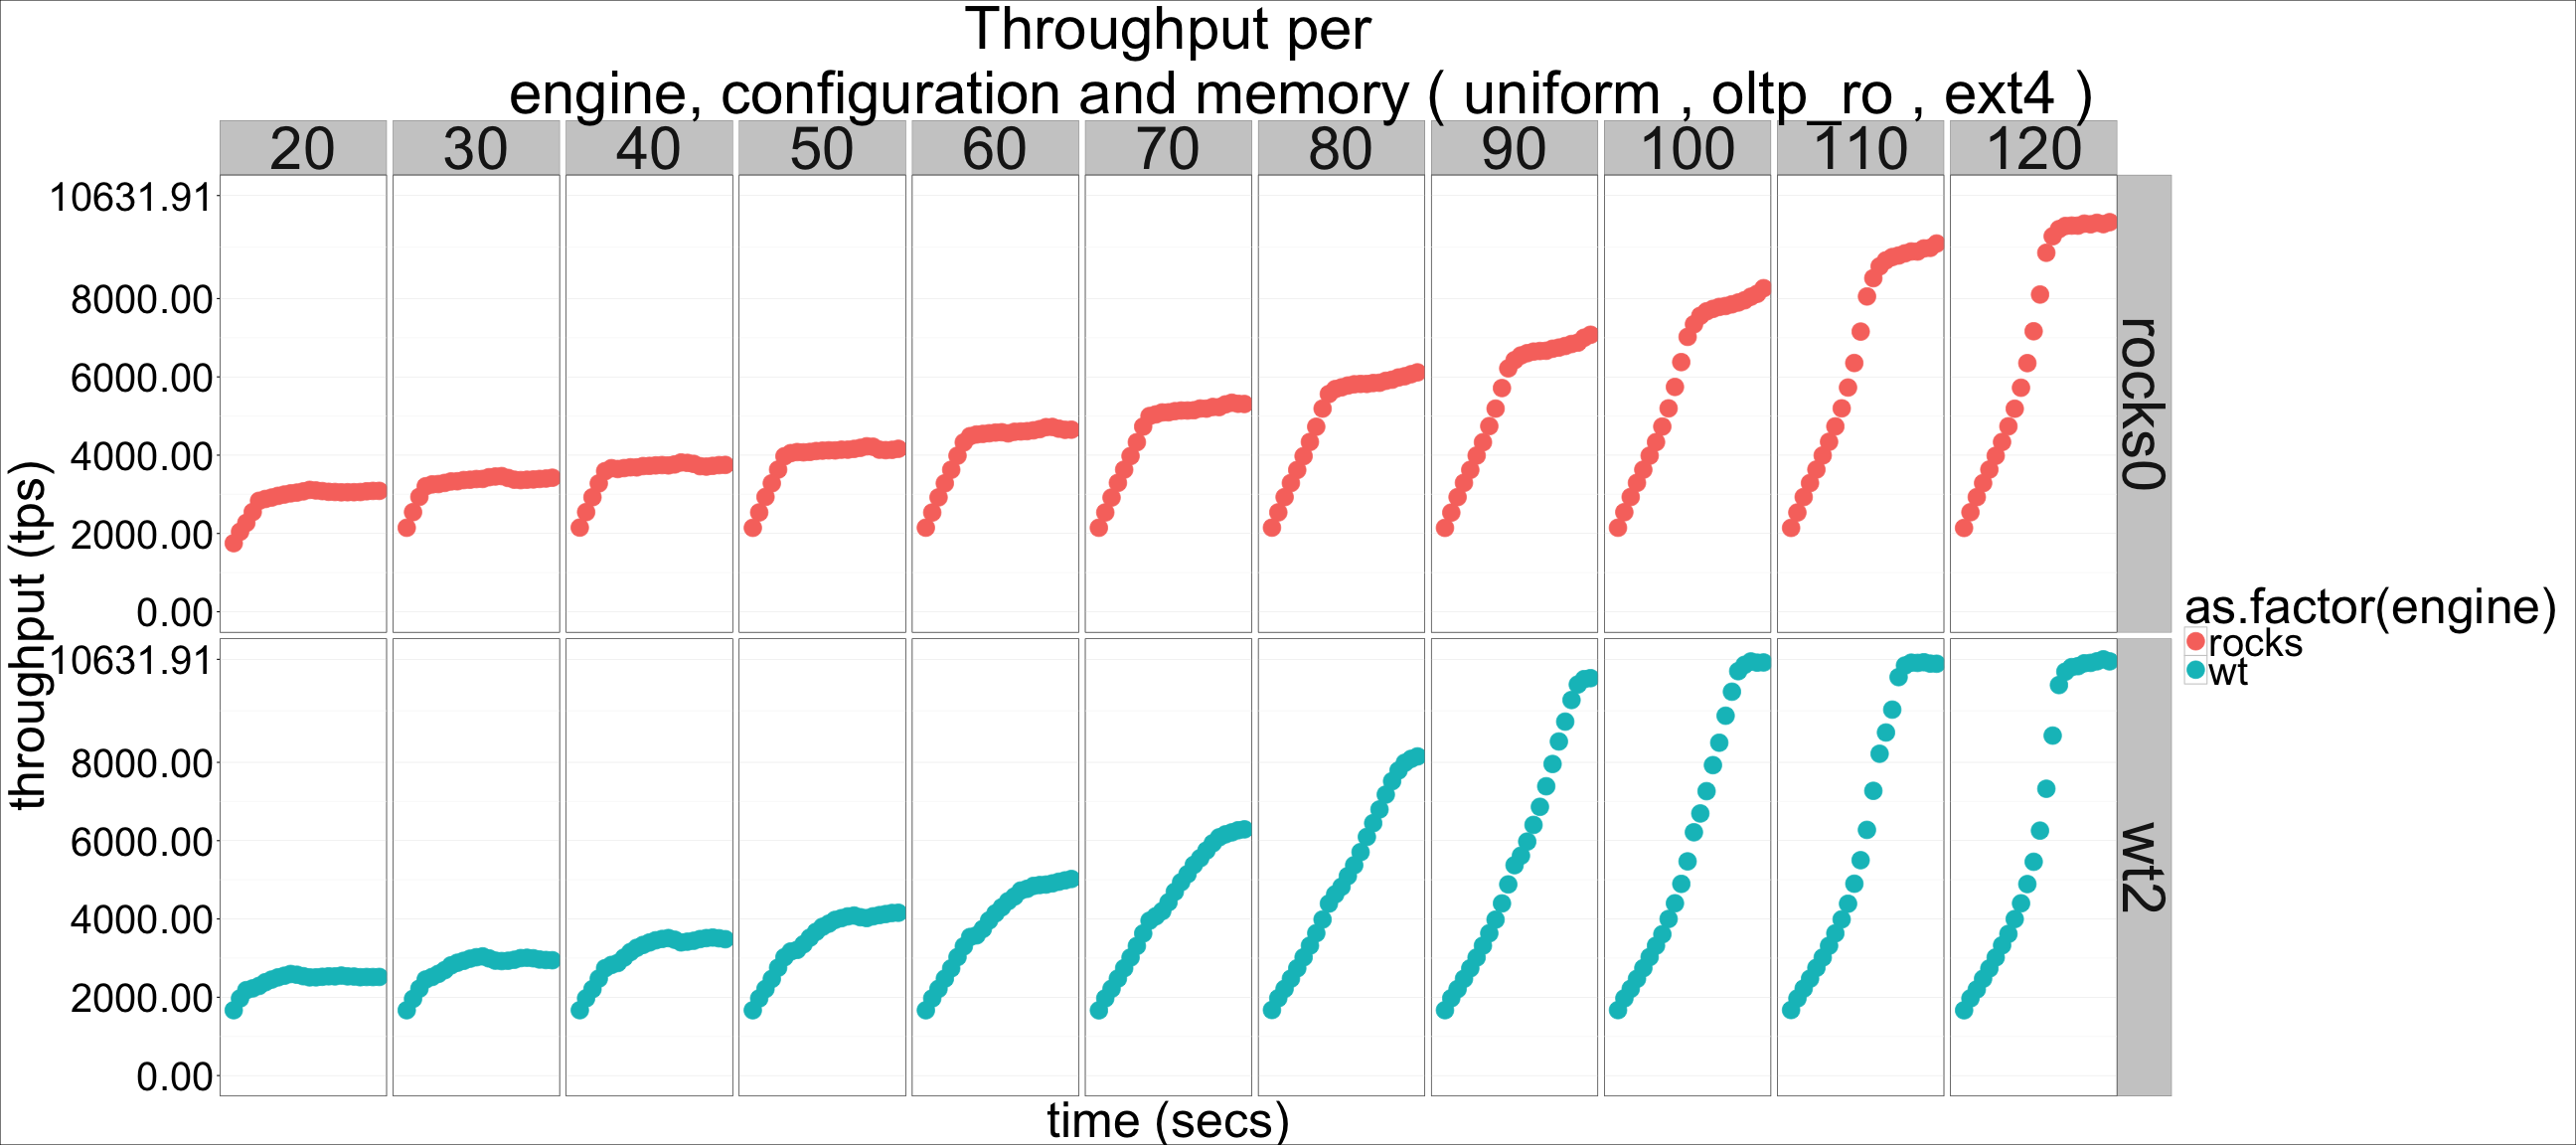 Throughput per
engine, configuration and memory ( uniform , oltp_ro , ext4 )
20 30 40 50 60 70 80 90 100 110 120
throughput (tps)
10631.91
8000.00
6000.00
4000.00
2000.00
0.00
rocks0
10631.91
8000.00
6000.00
4000.00
2000.00
0.00
wt2
time (secs)
as.factor(engine)
rocks
wt